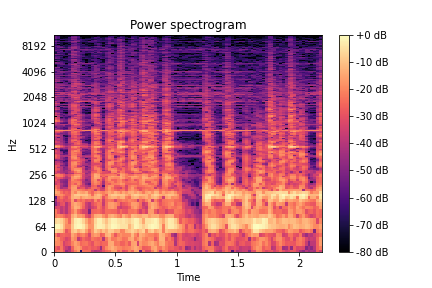 Power spectrogram
8192
4096
2048
1024
512
256
128
64
0
Hz
0
0.5
1
1.5
2
Time
+0 dB
-10 dB
-20 dB
-30 dB
-40 dB
-50 dB
-60 dB
-70 dB
-80 dB